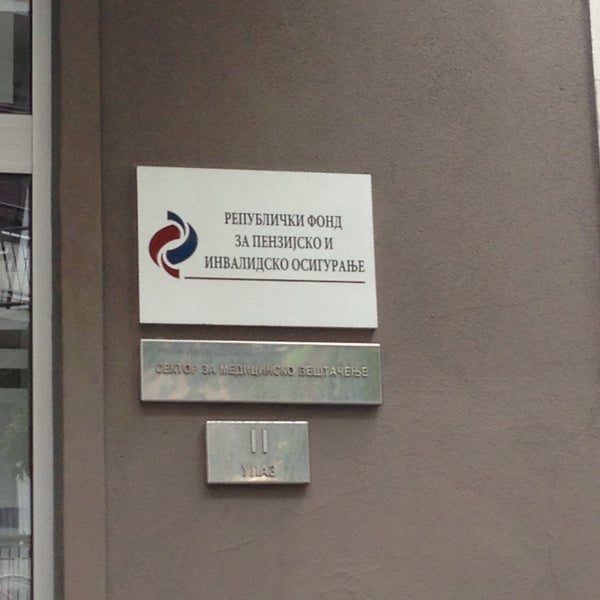 РЕПУБЛИЧКИ ФОНД
ЗА ПЕНЗИЈСКО И
ИНВАЛИДСКО ОСИГУРАЊЕ
СЕКТОР ЗА МЕДИЦИНСКО ВЕШТАЧЕЊЕ
II
УЛАЗ